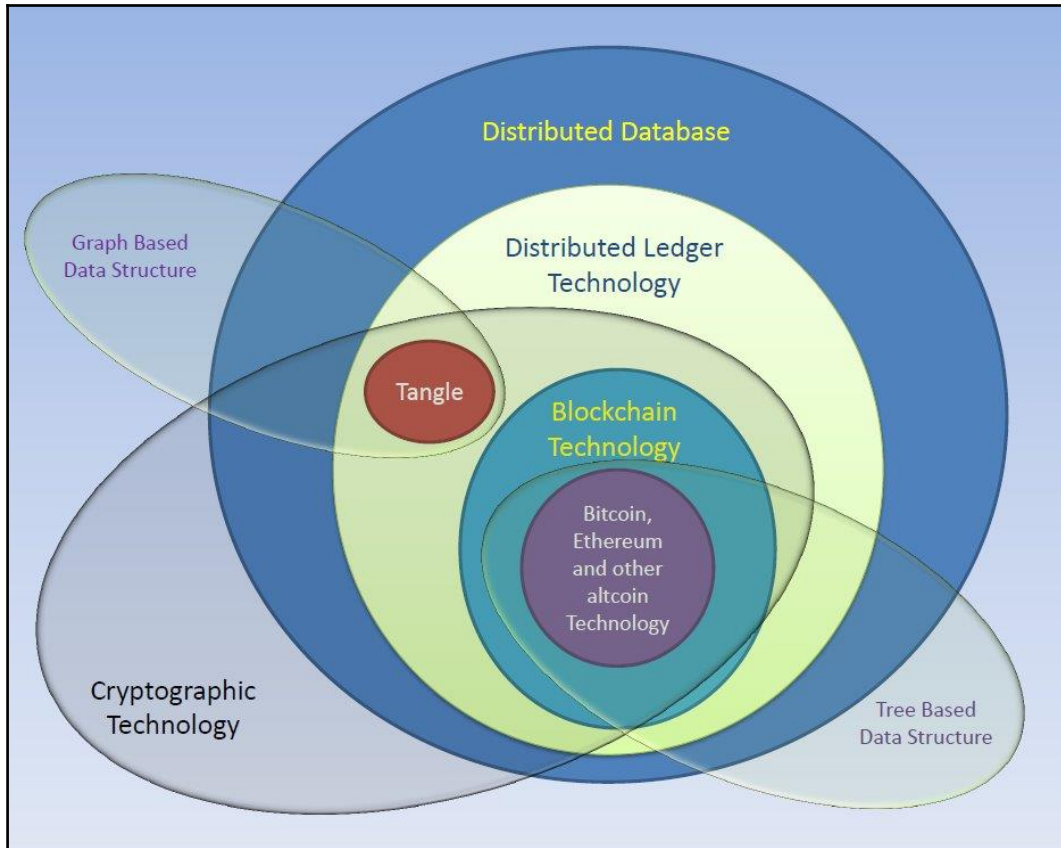 Distributed Database
Graph Based
Data Structure
Distributed Ledger
Technology
Tangle
Blockchain
Technology
Bitcoin,
Ethereum
and other
altcoin
Technology
Cryptographic
Technology
Tree Based
Data Structure